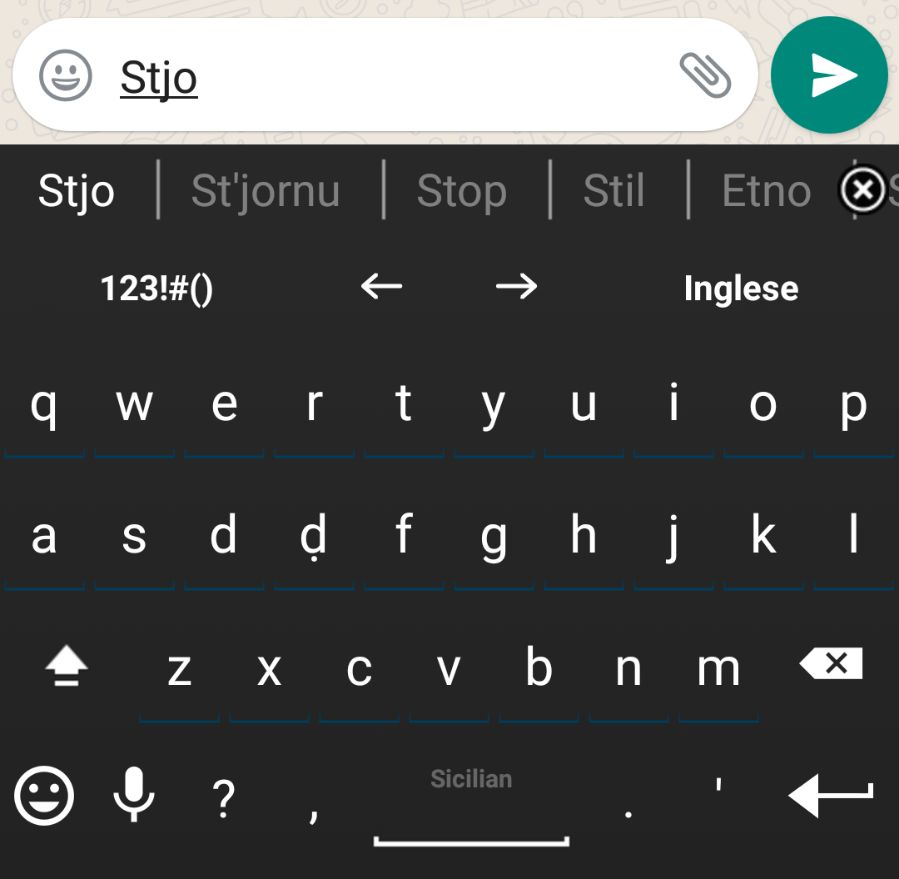 Stjo
Stjo St'jornu Stop Stil Etno
123!#() ← → Inglese
q w e r t y u i o p
a s d ḍ f g h j k l
z x c v b n m
? , Sicilian . '